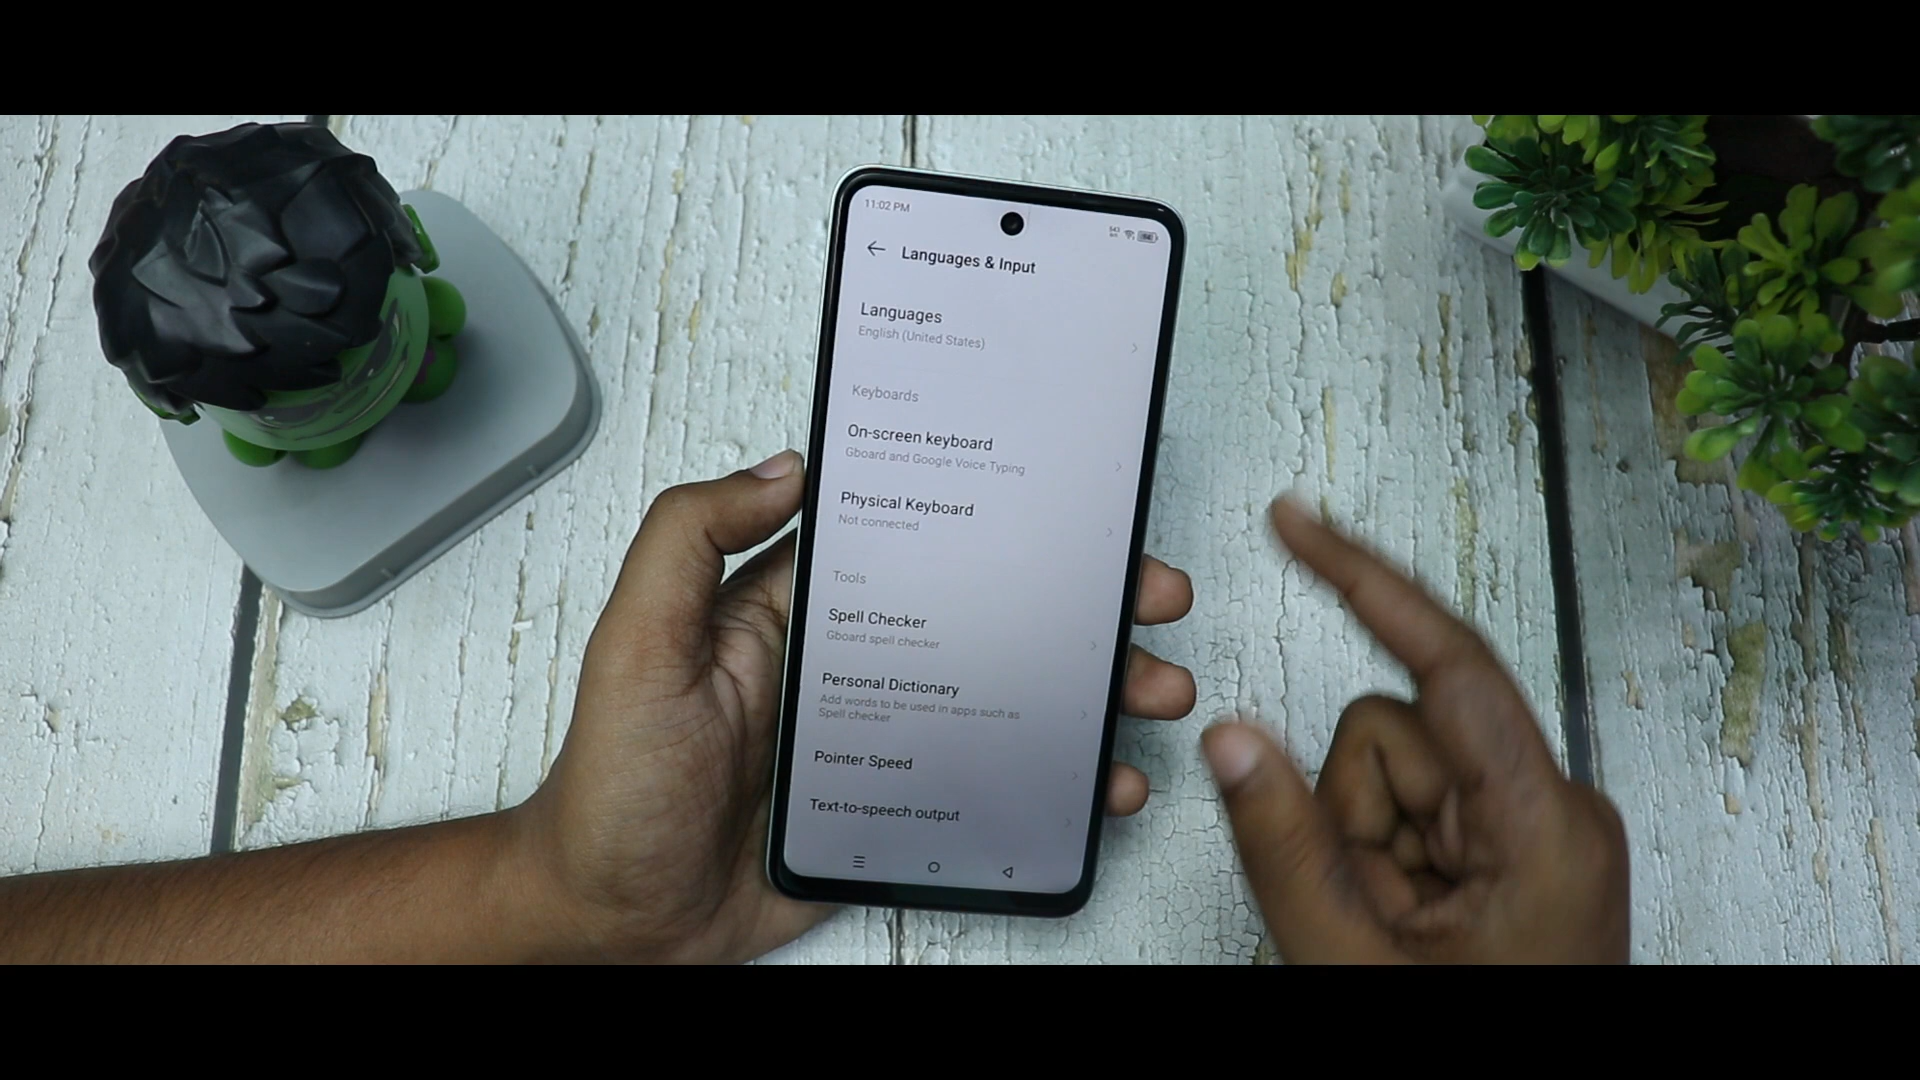 11:02 PM
Languages & Input
Languages
English (United States)
Keyboards
On-screen keyboard
Gboard and Google Voice Typing
Physical Keyboard
Not connected
Tools
Spell Checker
Gboard spell checker
Personal Dictionary
Add words to be used in apps such as
Spell checker
Pointer Speed
Text-to-speech output